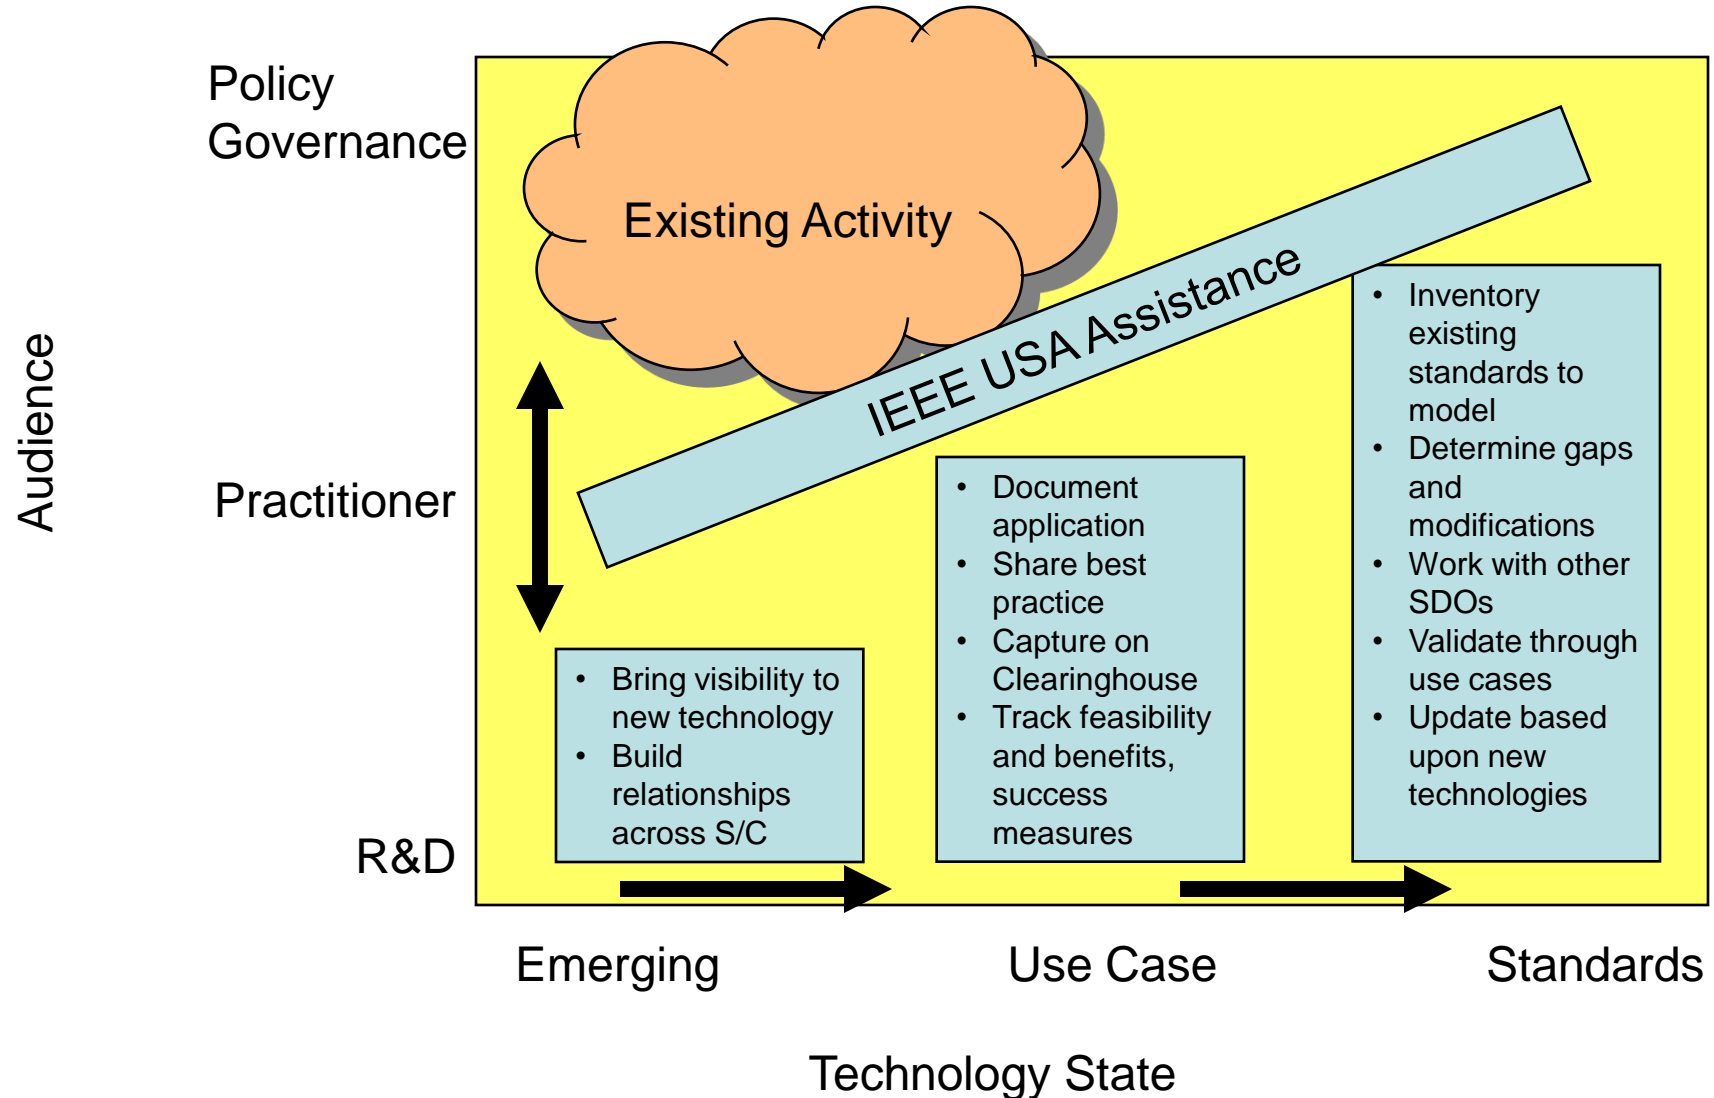 Policy
Governance
Existing Activity
IEEE USA Assistance
Audience
Practitioner
R&D
• Bring visibility to
new technology
• Build
relationships
across S/C
• Document
application
• Share best
practice
• Capture on
Clearinghouse
• Track feasibility
and benefits,
success
measures
• Inventory
existing
standards to
model
• Determine gaps
and
modifications
• Work with other
SDOs
• Validate through
use cases
• Update based
upon new
technologies
Emerging
Use Case
Standards
Technology State